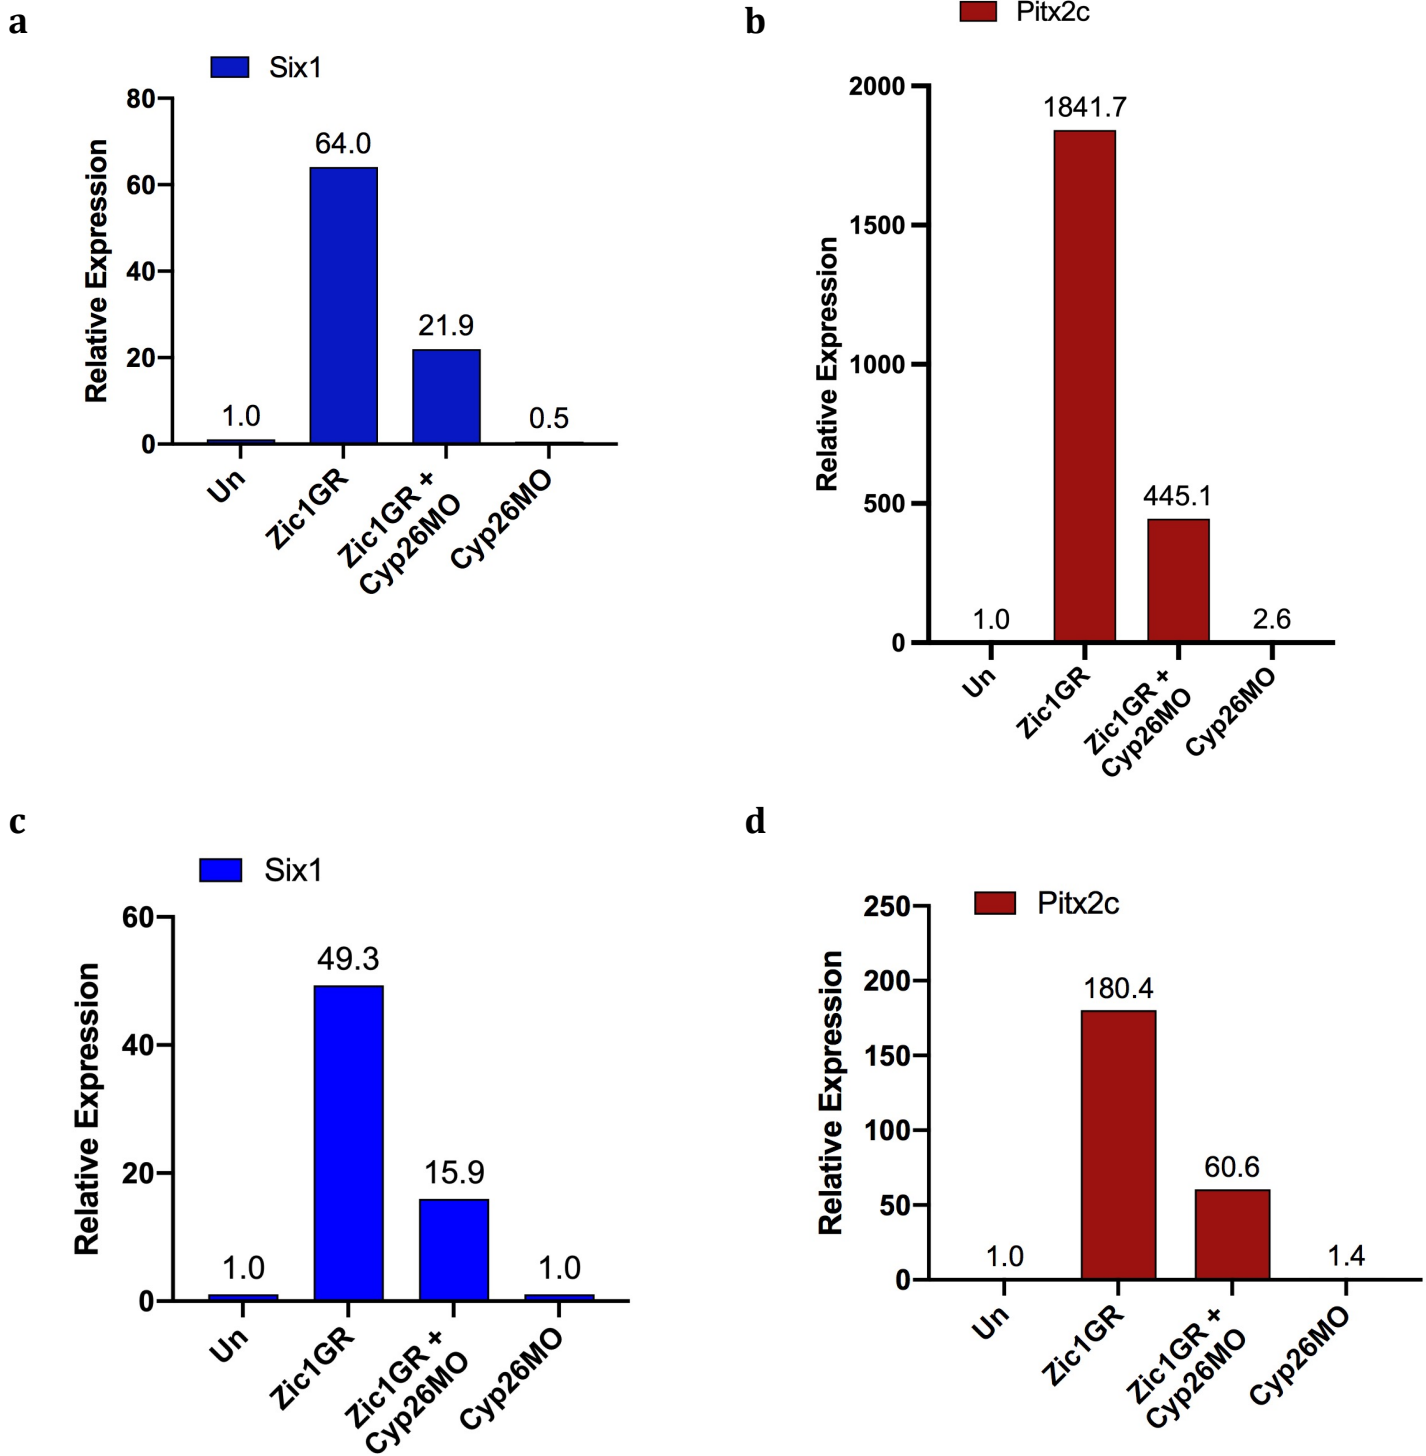 a
Six1
Relative Expression
80
60
40
20
0
1.0
64.0
21.9
0.5
Un
Zic1GR
Zic1GR +
Cyp26MO
Cyp26MO
b
Pitx2c
Relative Expression
2000
1500
1000
500
0
1.0
1841.7
445.1
2.6
Un
Zic1GR
Zic1GR +
Cyp26MO
Cyp26MO
c
Six1
Relative Expression
60
40
20
0
1.0
49.3
15.9
1.0
Un
Zic1GR
Zic1GR +
Cyp26MO
Cyp26MO
d
Pitx2c
Relative Expression
250
200
150
100
50
0
1.0
180.4
60.6
1.4
Un
Zic1GR
Zic1GR +
Cyp26MO
Cyp26MO